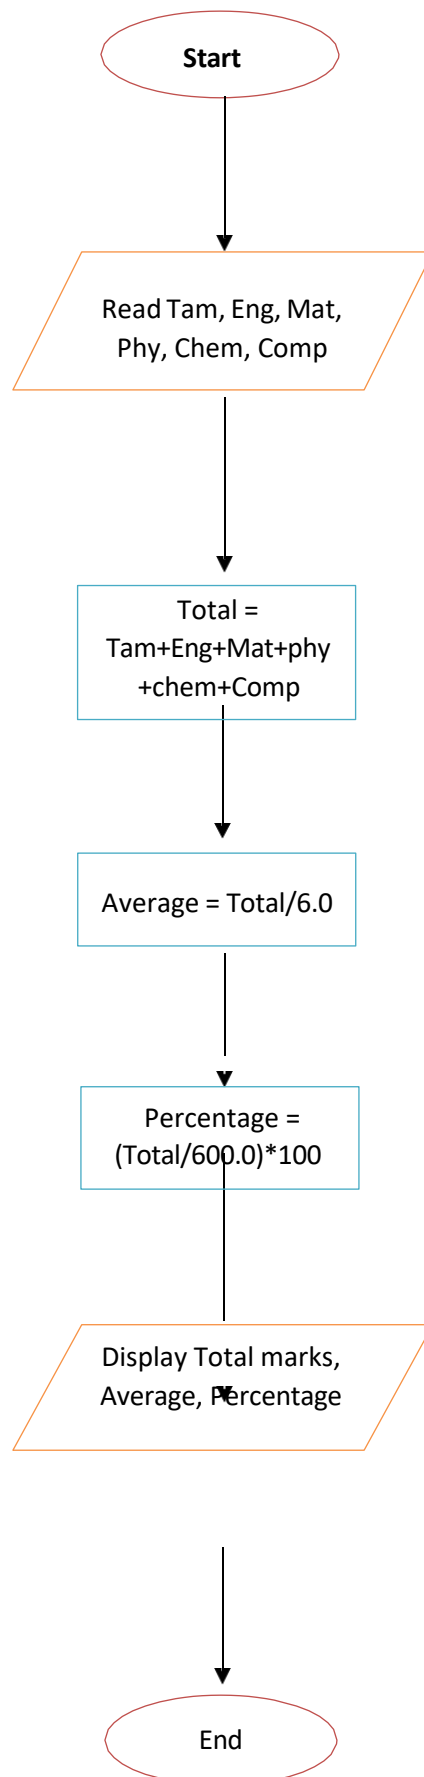 Start
Read Tam, Eng, Mat,
Phy, Chem, Comp
Total =
Tam+Eng+Mat+phy
+chem+Comp
Average = Total/6.0
Percentage =
(Total/600.0)*100
Display Total marks,
Average, Percentage
End